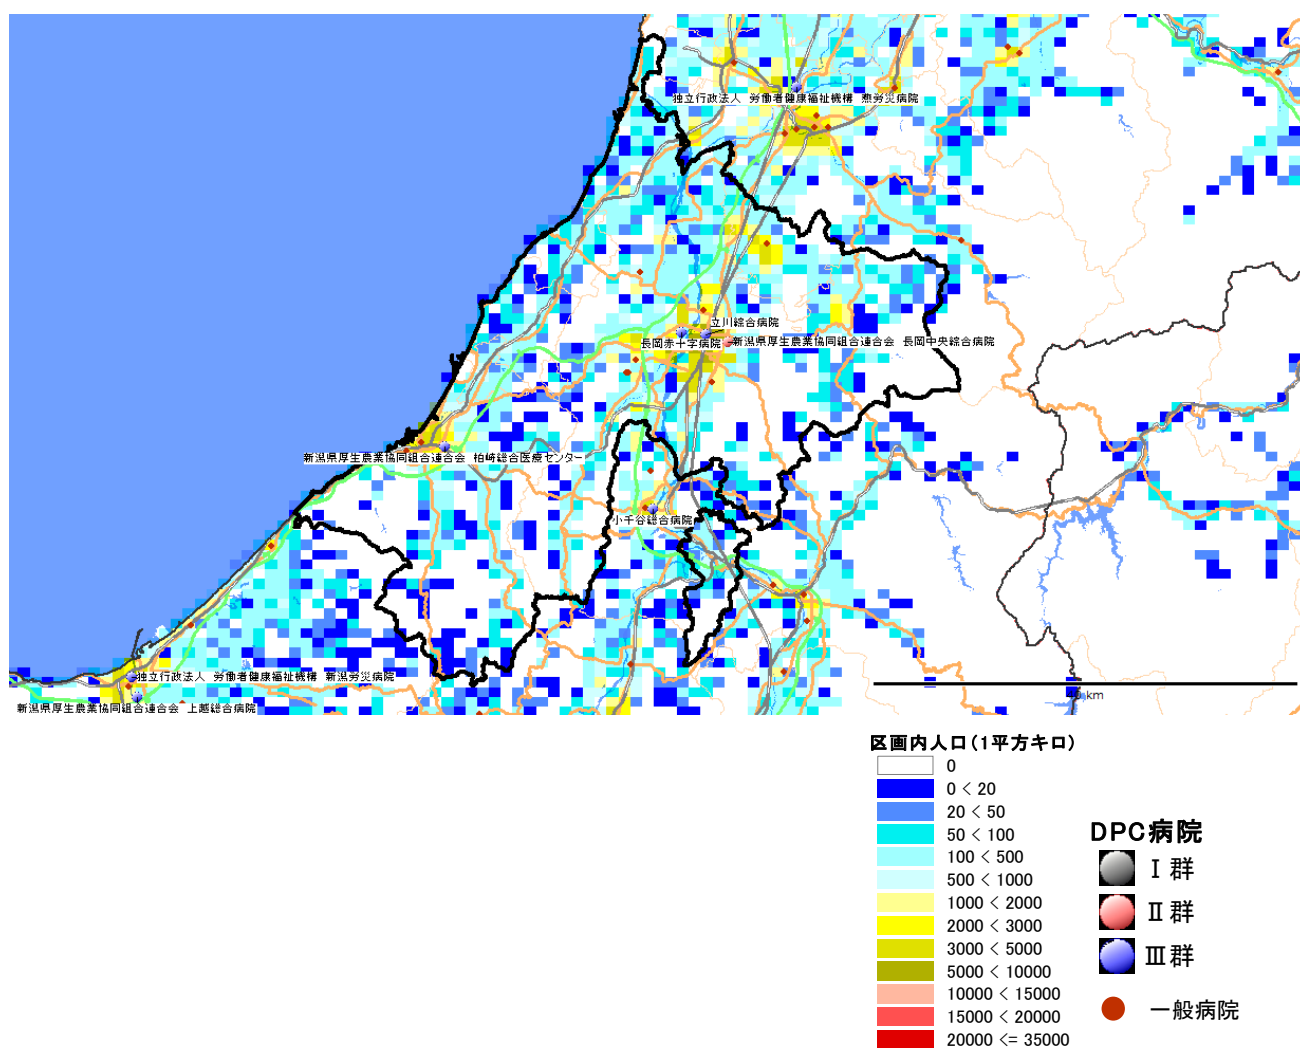 独立行政法人 労働者健康福祉機構 燕労災病院
立川綜合病院
長岡赤十字病院
新潟県厚生農業協同組合連合会 長岡中央綜合病院
新潟県厚生農業協同組合連合会 柏崎総合医療センター
小千谷総合病院
独立行政法人 労働者健康福祉機構 新潟労災病院
新潟県厚生農業協同組合連合会 上越総合病院
km
区画内人口(1平方キロ)
0
0 < 20
20 < 50
50 < 100
100 < 500
500 < 1000
1000 < 2000
2000 < 3000
3000 < 5000
5000 < 10000
10000 < 15000
15000 < 20000
20000 <= 35000
DPC病院
Ⅰ群
Ⅱ群
Ⅲ群
一般病院